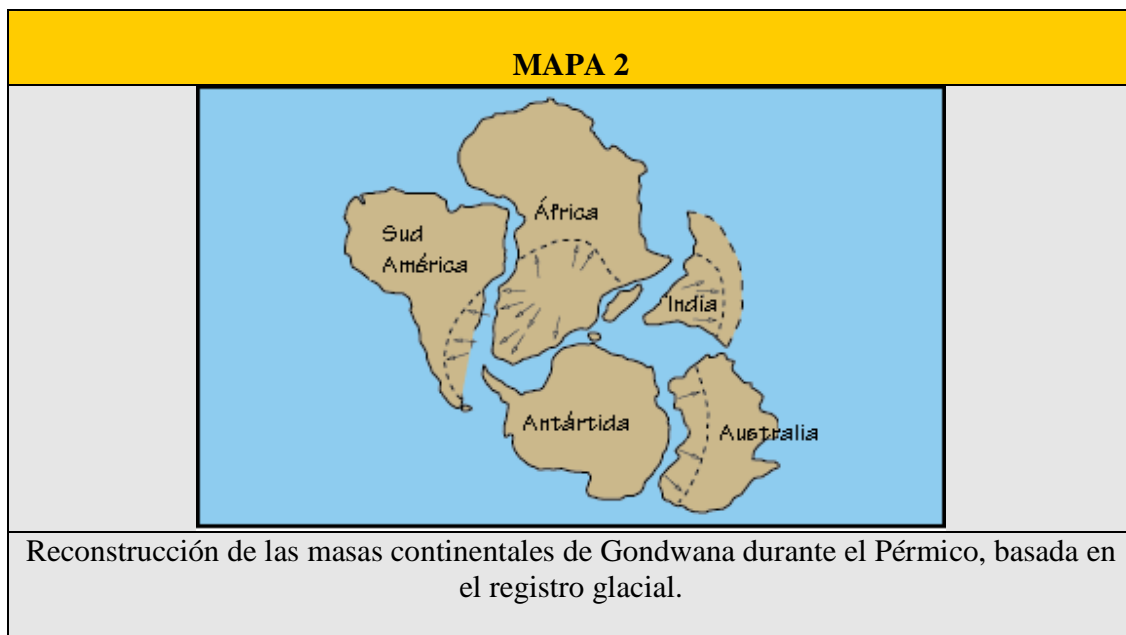 MAPA 2
África
Sud
América
India
Antártida
Australia
Reconstrucción de las masas continentales de Gondwana durante el Pérmico, basada en
el registro glacial.